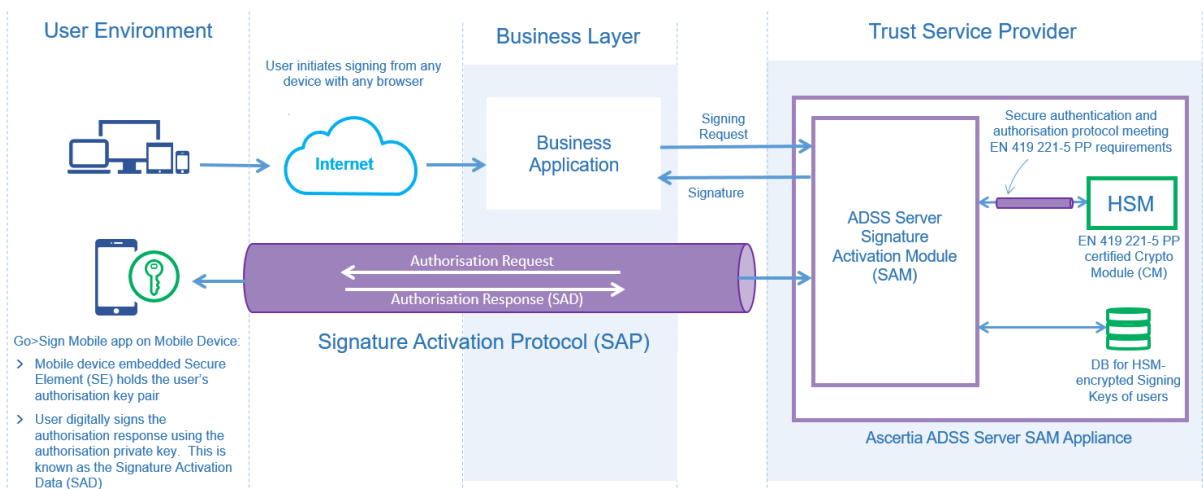 User Environment
Business Layer
Trust Service Provider
User initiates signing from any
device with any browser
Internet
Business
Application
Signing
Request
Signature
Secure authentication and
authorisation protocol meeting
EN 419 221-5 PP requirements
ADSS Server
Signature
Activation Module
(SAM)
HSM
EN 419 221-5 PP
certified Crypto
Module (CM)
DB for HSM-
encrypted Signing
Keys of users
Ascertia ADSS Server SAM Appliance
Authorisation Request
Authorisation Response (SAD)
Signature Activation Protocol (SAP)
Go>Sign Mobile app on Mobile Device:
> Mobile device embedded Secure
Element (SE) holds the user's
authorisation key pair
> User digitally signs the
authorisation response using the
authorisation private key. This is
known as the Signature Activation
Data (SAD)